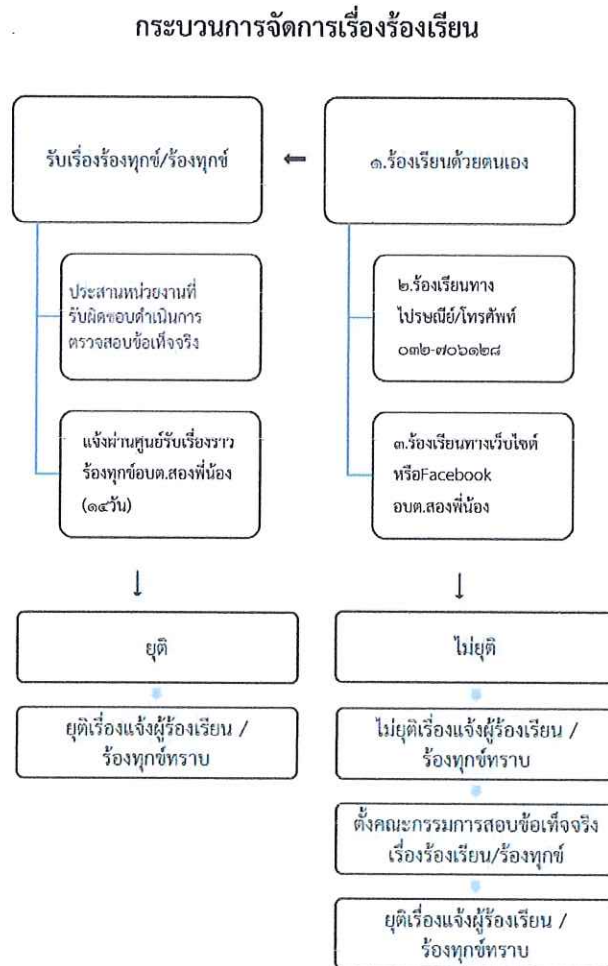 กระบวนการจัดการเรื่องร้องเรียน
รับเรื่องร้องทุกข์/ร้องทุกข์
๑.ร้องเรียนด้วยตนเอง
ประสานหน่วยงานที่
รับผิดชอบดำเนินการ
ตรวจสอบข้อเท็จจริง
๒.ร้องเรียนทาง
ไปรษณีย์/โทรศัพท์
๐๓๒-๗๐๖๑๒๘
แจ้งผ่านศูนย์รับเรื่องราว
ร้องทุกข์อบต.สองพี่น้อง
(๑๔วัน)
๓.ร้องเรียนทางเว็บไซต์
หรือFacebook
อบต.สองพี่น้อง
ยุติ
ไม่ยุติ
ยุติเรื่องแจ้งผู้ร้องเรียน /
ร้องทุกข์ทราบ
ไม่ยุติเรื่องแจ้งผู้ร้องเรียน /
ร้องทุกข์ทราบ
ตั้งคณะกรรมการสอบข้อเท็จจริง
เรื่องร้องเรียน/ร้องทุกข์
ยุติเรื่องแจ้งผู้ร้องเรียน /
ร้องทุกข์ทราบ